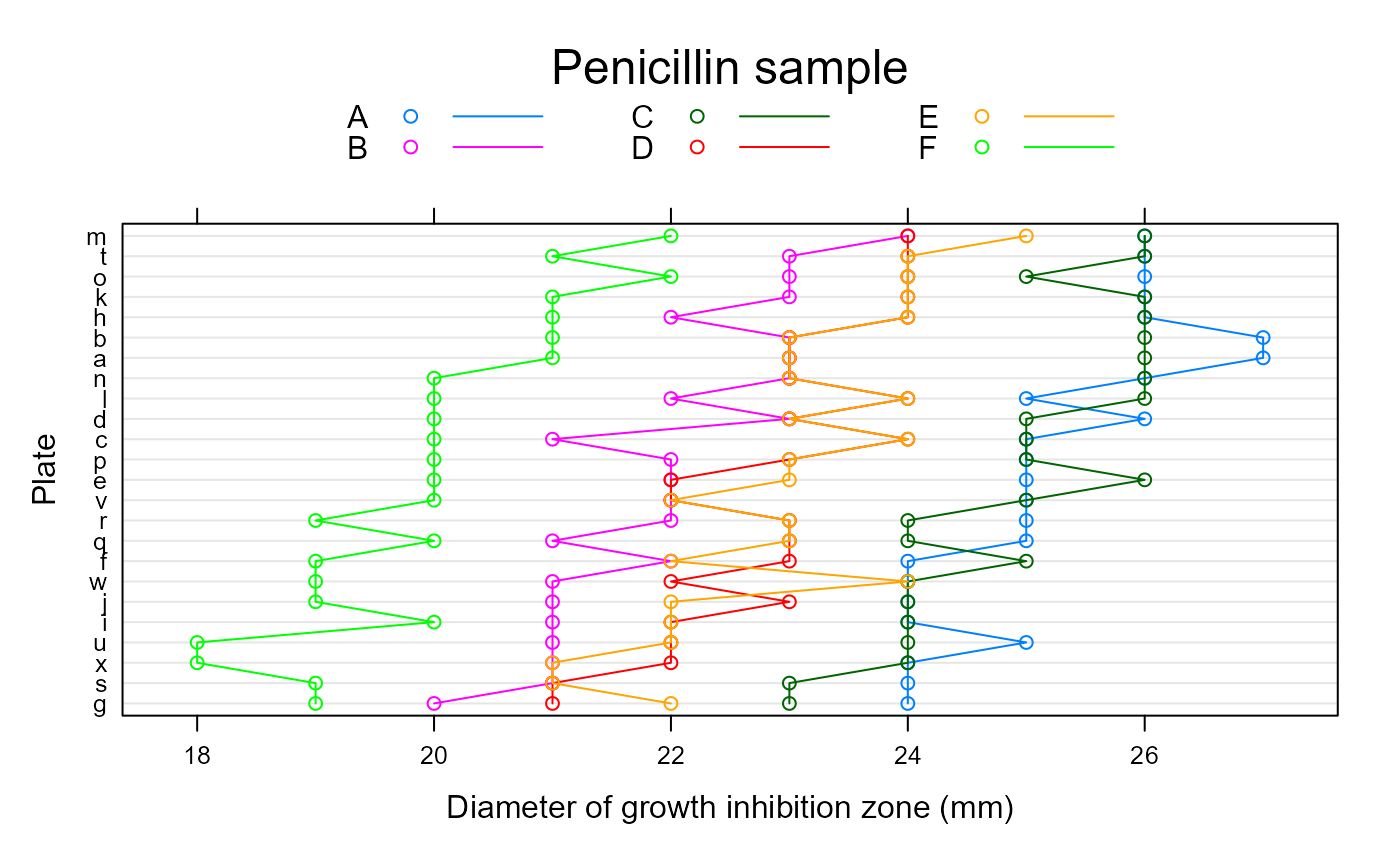 Penicillin sample
A C E
B D F
m
t
o
k
h
b
a
n
l
d
c
p
e
v
r
q
f
w
j
i
u
x
s
g
Plate
18 20 22 24 26
Diameter of growth inhibition zone (mm)